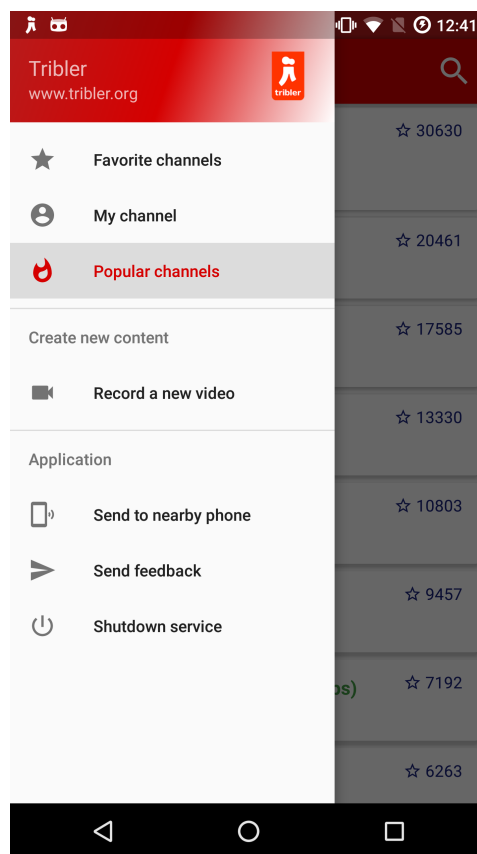 12:41
Tribler
www.tribler.org
tribler
30630
Favorite channels
My channel
20461
Popular channels
17585
Create new content
Record a new video
13330
Application
10803
Send to nearby phone
Send feedback
9457
Shutdown service
7192
6263